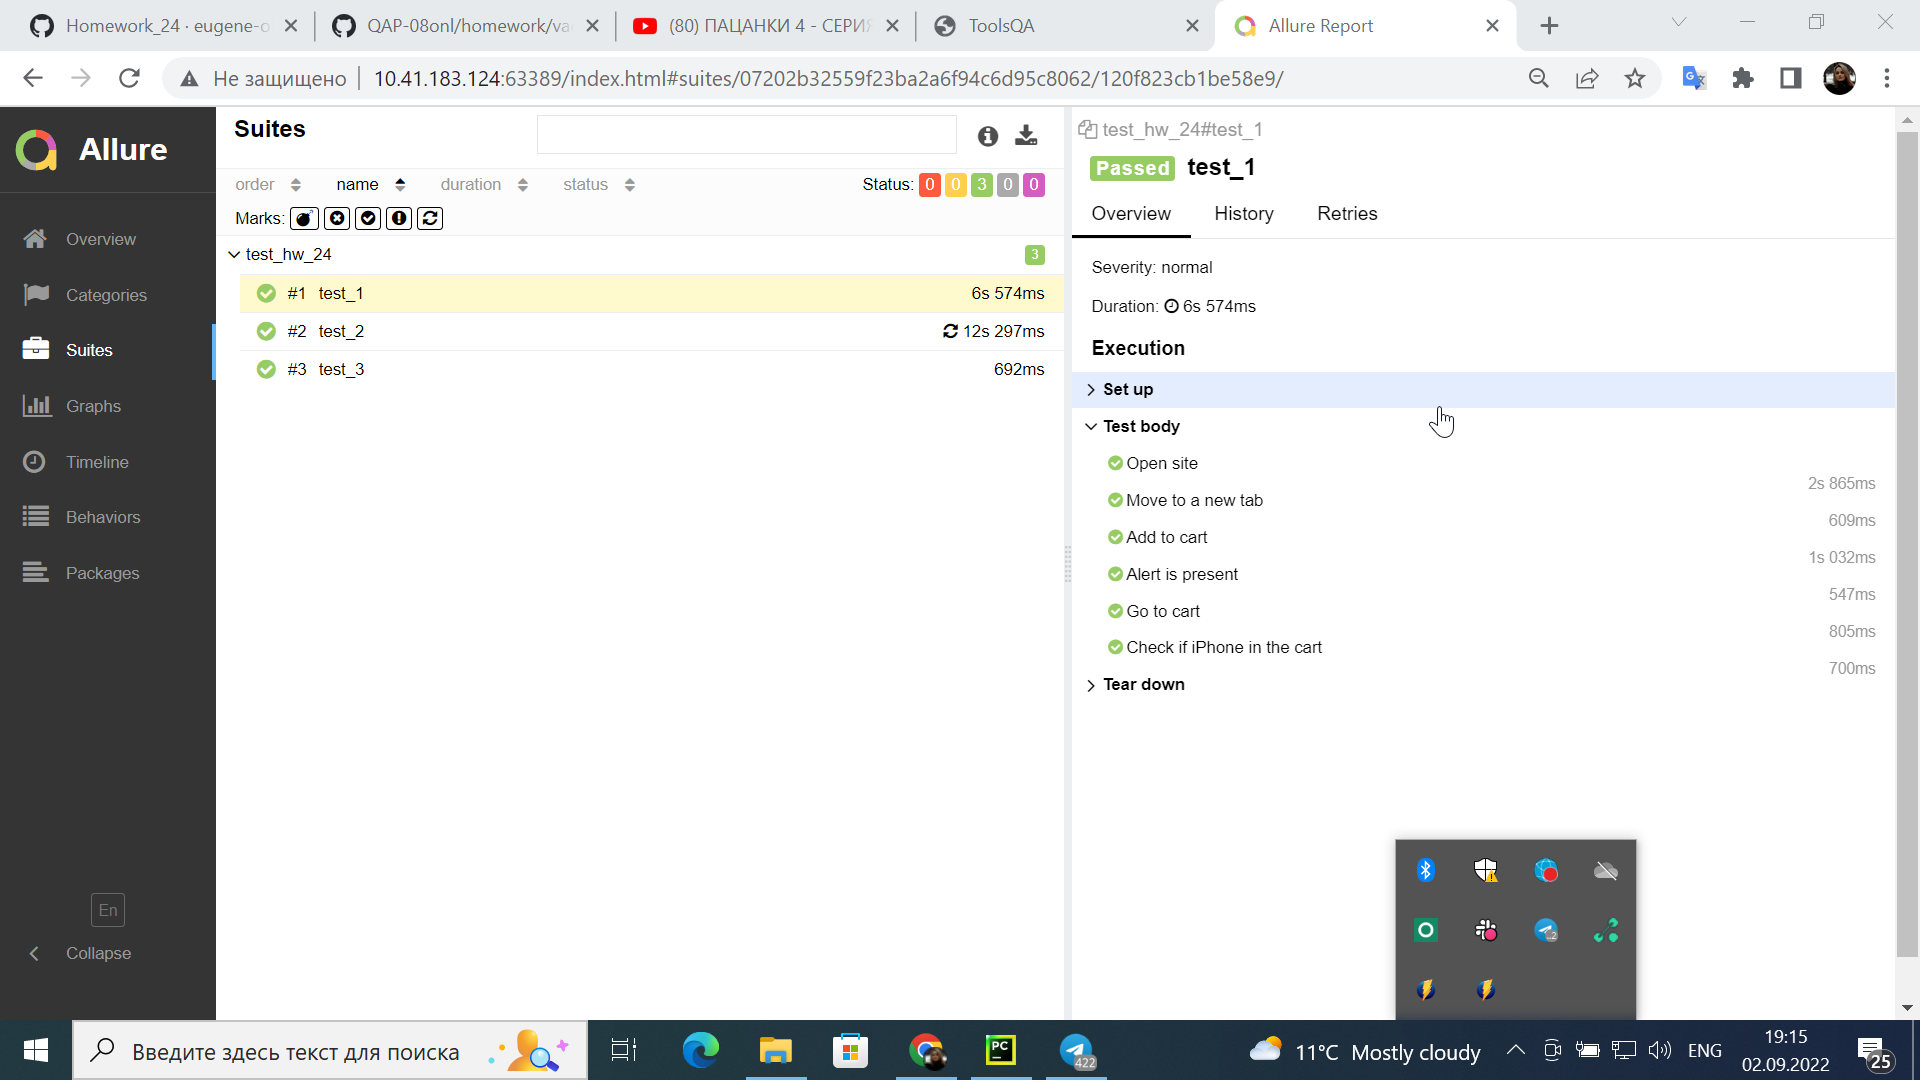 Homework_24 · eugene-o
QAP-08onl/homework/va
(80) ПАЦАНКИ 4 - СЕРИЯ
ToolsQA
Allure Report
Не защищено
10.41.183.124:63389/index.html#suites/07202b32559f23ba2a6f94c6d95c8062/120f823cb1be58e9/
Allure
Overview
Categories
Suites
Graphs
Timeline
Behaviors
Packages
En
Collapse
Suites
order name duration status Status: 0 0 3 0 0
Marks:
test_hw_24 3
#1 test_1 6s 574ms
#2 test_2 12s 297ms
#3 test_3 692ms
test_hw_24#test_1
Passed test_1
Overview History Retries
Severity: normal
Duration: 6s 574ms
Execution
Set up
Test body
Open site
2s 865ms
Move to a new tab
609ms
Add to cart
1s 032ms
Alert is present
547ms
Go to cart
805ms
Check if iPhone in the cart
700ms
Tear down
Введите здесь текст для поиска
PC
422
11°C Mostly cloudy
ENG
19:15
02.09.2022
25